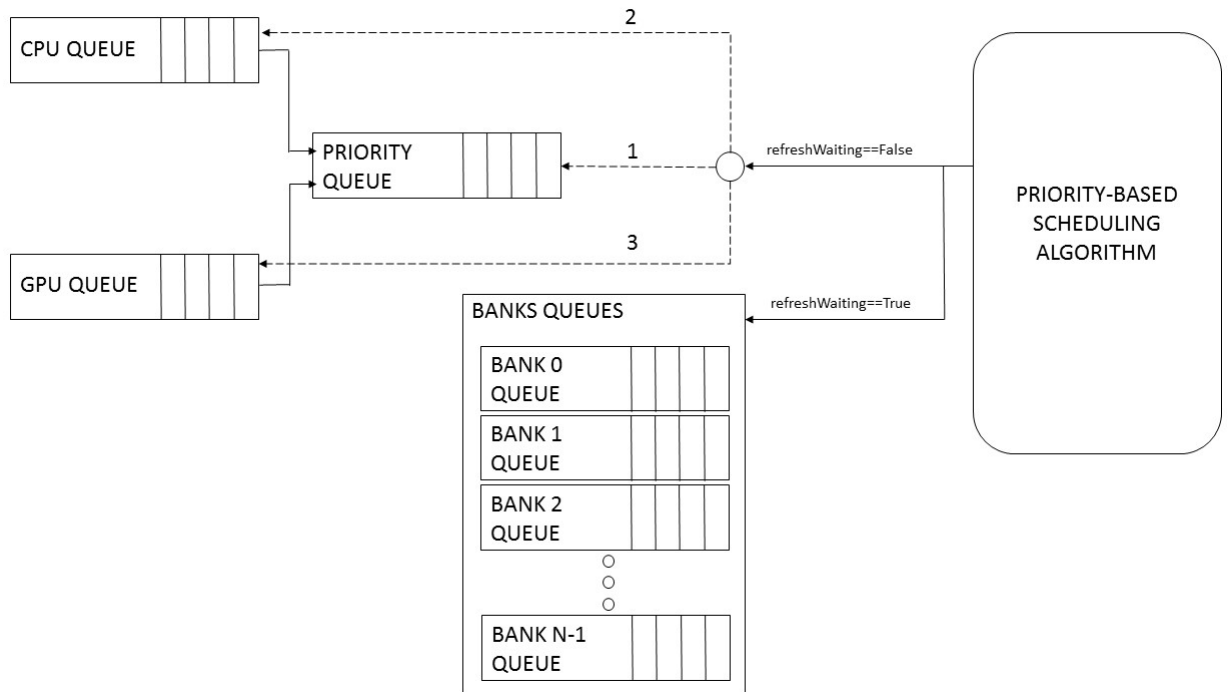 2
CPU QUEUE
PRIORITY
QUEUE
1
refreshWaiting==False
PRIORITY-BASED
SCHEDULING
ALGORITHM
3
GPU QUEUE
refreshWaiting==True
BANKS QUEUES
BANK 0
QUEUE
BANK 1
QUEUE
BANK 2
QUEUE
BANK N-1
QUEUE